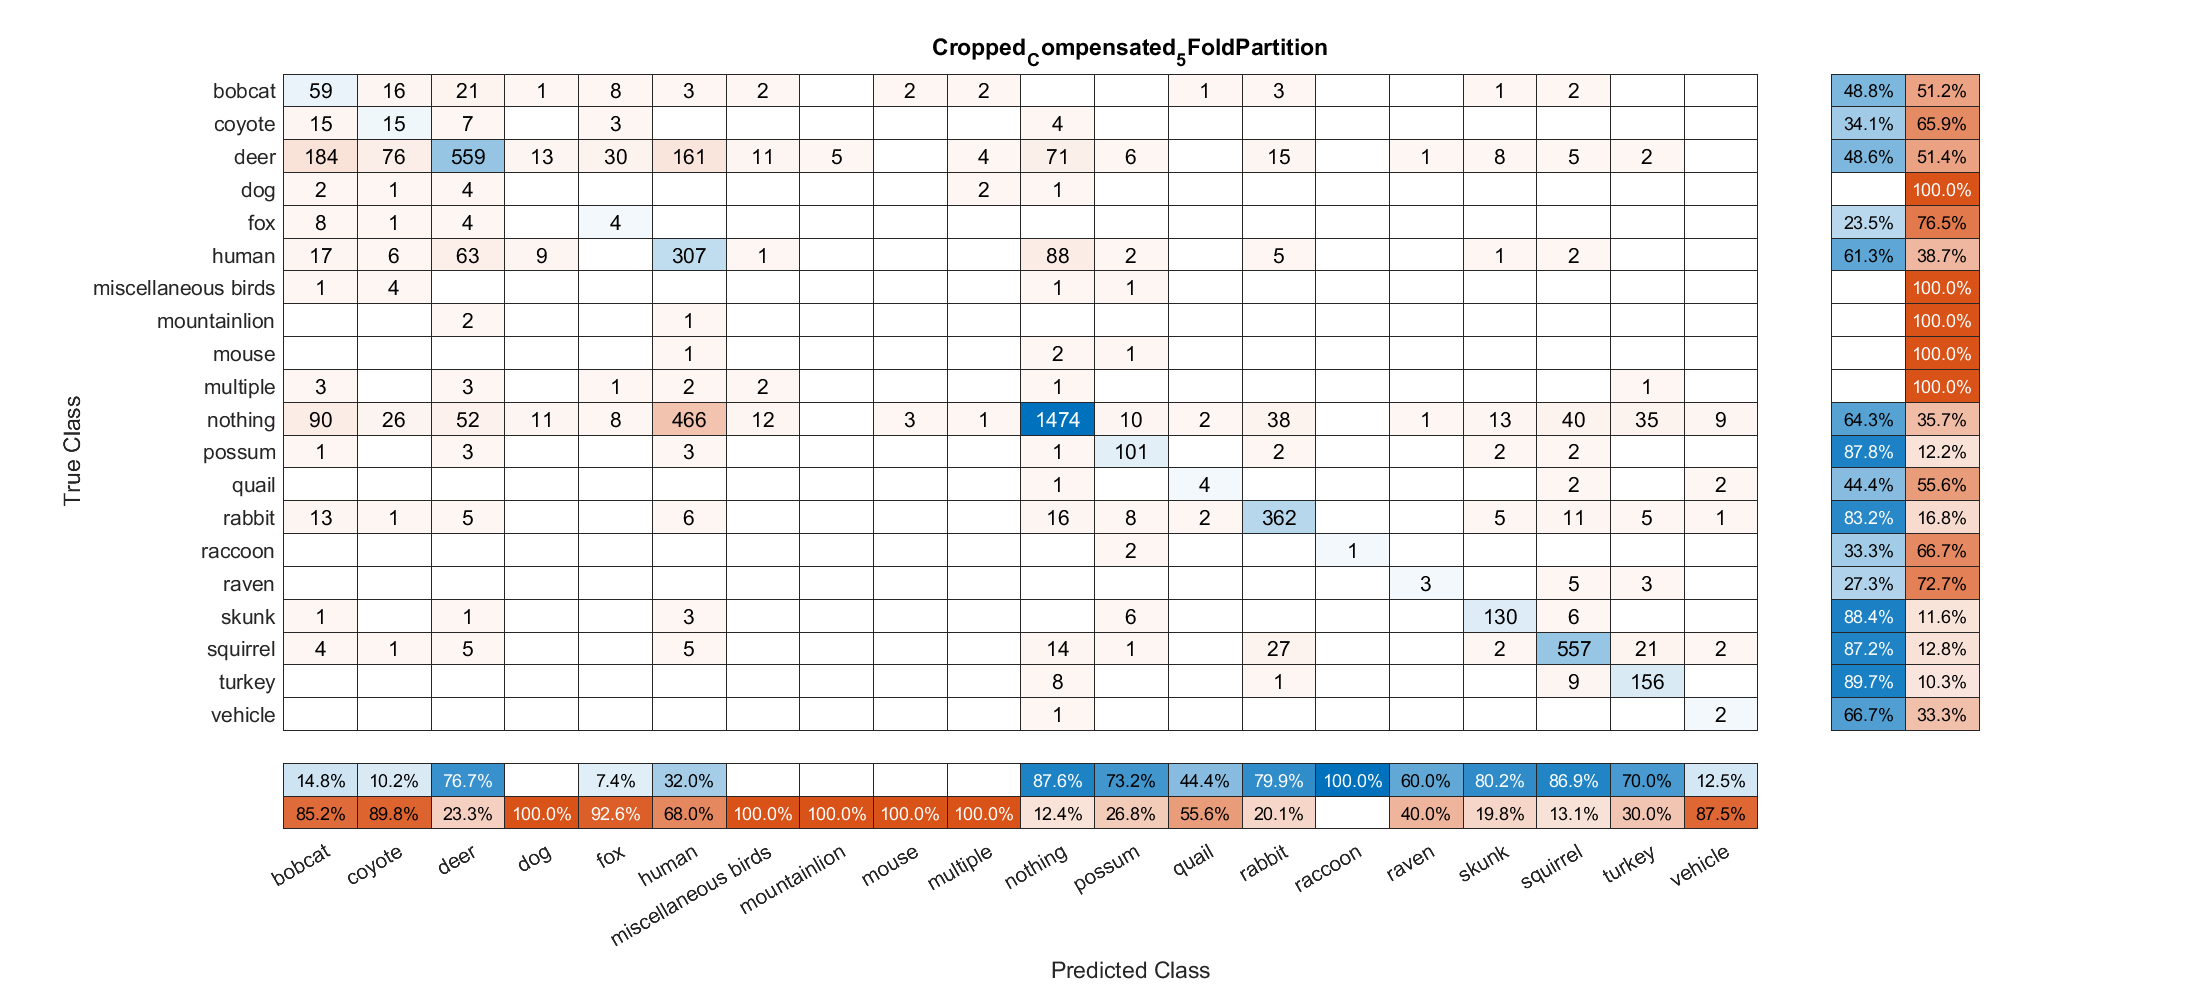 Cropped_Compensated_5FoldPartition
True Class
bobcat 59 16 21 1 8 3 2 2 2 1 3 1 2 48.8% 51.2%
coyote 15 15 7 3 4 34.1% 65.9%
deer 184 76 559 13 30 161 11 5 4 71 6 15 1 8 5 2 48.6% 51.4%
dog 2 1 4 2 1 100.0%
fox 8 1 4 4 23.5% 76.5%
human 17 6 63 9 307 1 88 2 5 1 2 61.3% 38.7%
miscellaneous birds 1 4 1 1 100.0%
mountainlion 2 1 100.0%
mouse 1 2 1 100.0%
multiple 3 3 1 2 2 1 1 100.0%
nothing 90 26 52 11 8 466 12 3 1 1474 10 2 38 1 13 40 35 9 64.3% 35.7%
possum 1 3 3 1 101 2 2 2 87.8% 12.2%
quail 1 4 2 2 44.4% 55.6%
rabbit 13 1 5 6 16 8 2 362 5 11 5 1 83.2% 16.8%
raccoon 2 1 33.3% 66.7%
raven 3 5 3 27.3% 72.7%
skunk 1 1 3 6 130 6 88.4% 11.6%
squirrel 4 1 5 5 14 1 27 2 557 21 2 87.2% 12.8%
turkey 8 1 9 156 89.7% 10.3%
vehicle 1 2 66.7% 33.3%
14.8% 10.2% 76.7% 7.4% 32.0% 87.6% 73.2% 44.4% 79.9% 100.0% 60.0% 80.2% 86.9% 70.0% 12.5%
85.2% 89.8% 23.3% 100.0% 92.6% 68.0% 100.0% 100.0% 100.0% 100.0% 12.4% 26.8% 55.6% 20.1% 40.0% 19.8% 13.1% 30.0% 87.5%
bobcat coyote deer dog fox human miscellaneous birds mountainlion mouse multiple nothing possum quail rabbit raccoon raven skunk squirrel turkey vehicle
Predicted Class